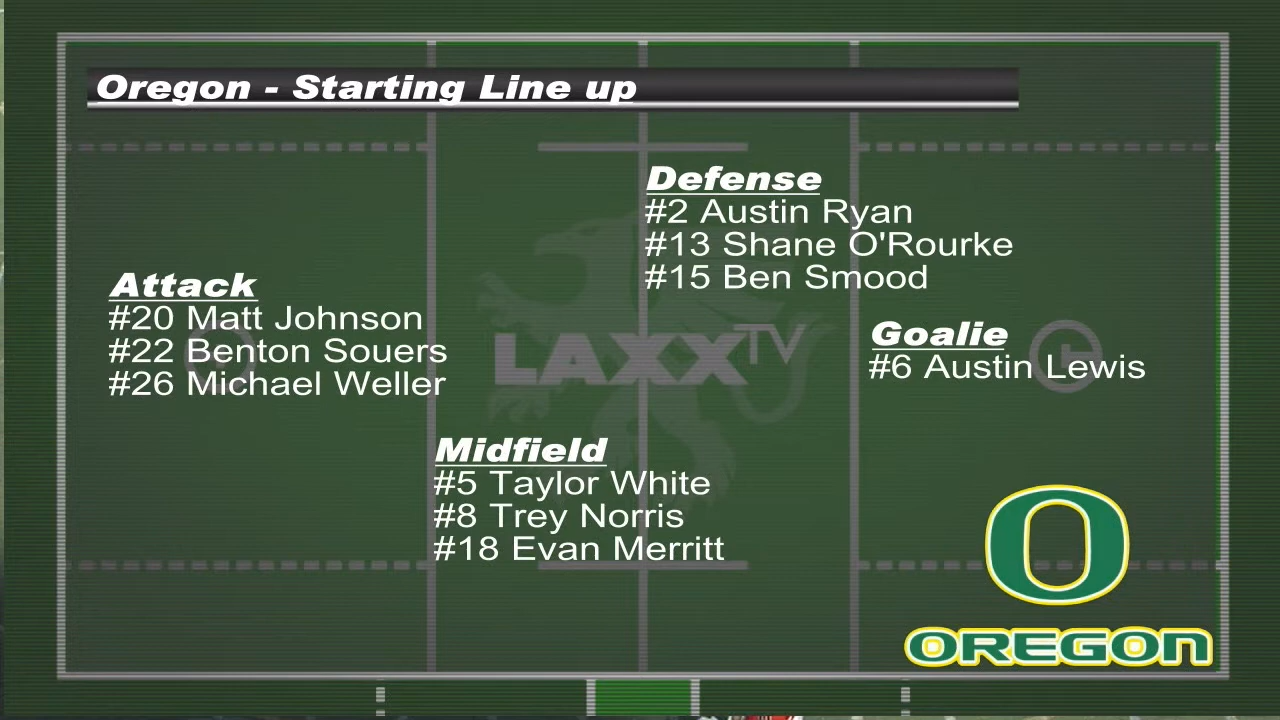 Oregon - Starting Line up
Defense
#2 Austin Ryan
#13 Shane O'Rourke
#15 Ben Smood
Attack
#20 Matt Johnson
#22 Benton Souers
#26 Michael Weller
Goalie
#6 Austin Lewis
LAXXTV
Midfield
#5 Taylor White
#8 Trey Norris
#18 Evan Merritt
O
OREGON